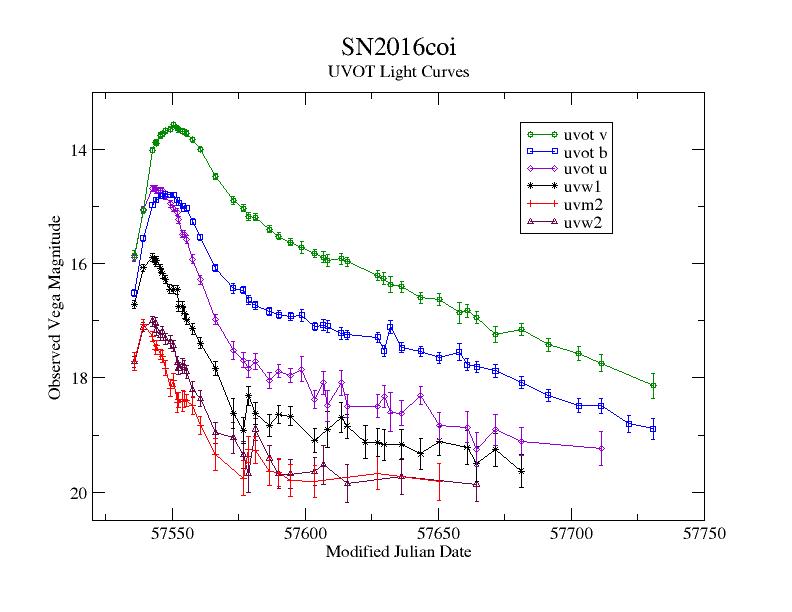 SN2016coi
UVOT Light Curves
Observed Vega Magnitude
14
16
18
20
uvot v
uvot b
uvot u
uvw1
uvm2
uvw2
57550 57600 57650 57700 57750
Modified Julian Date